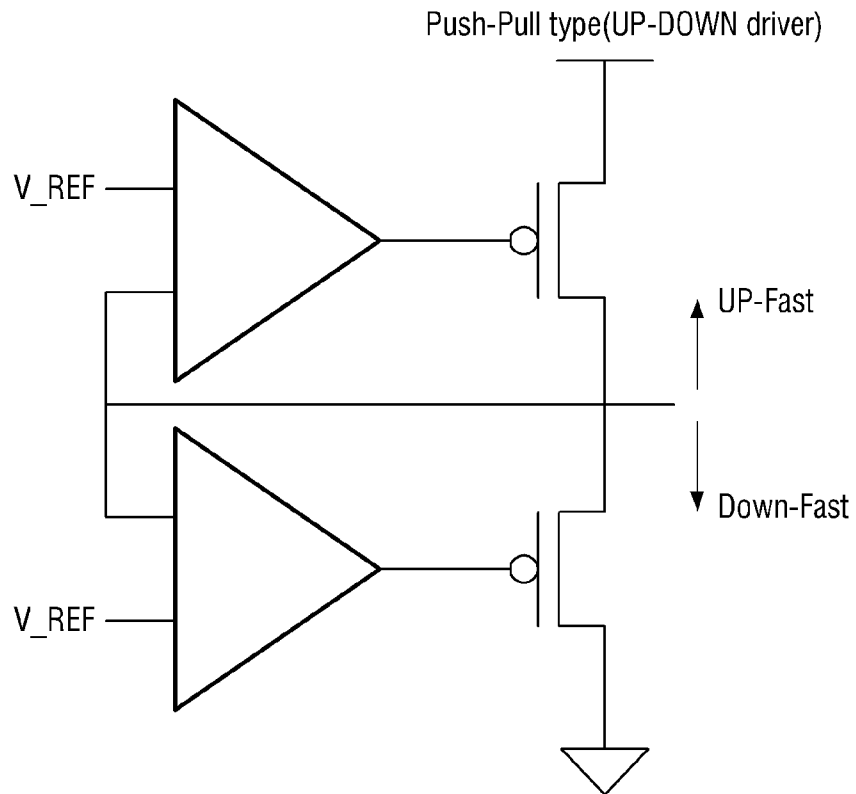 Push-Pull type(UP-DOWN driver)
V_REF
UP-Fast
Down-Fast
V_REF